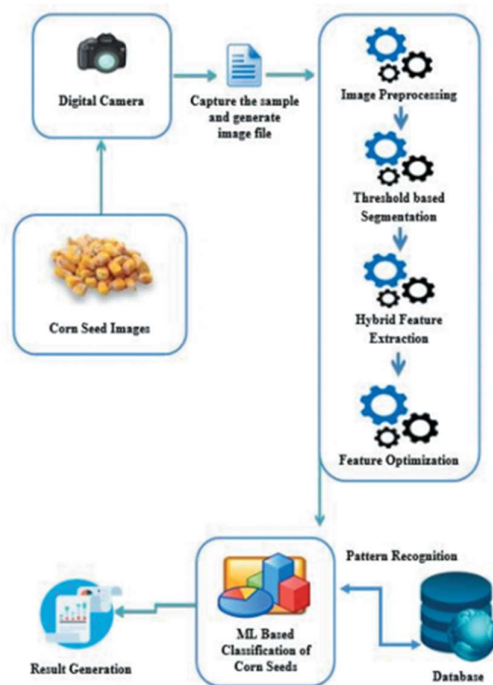 Digital Camera
Capture the sample
and generate
image file
Image Preprocessing
Threshold based
Segmentation
Corn Seed Images
Hybrid Feature
Extraction
Feature Optimization
Pattern Recognition
ML Based
Classification of
Corn Seeds
Result Generation
Database